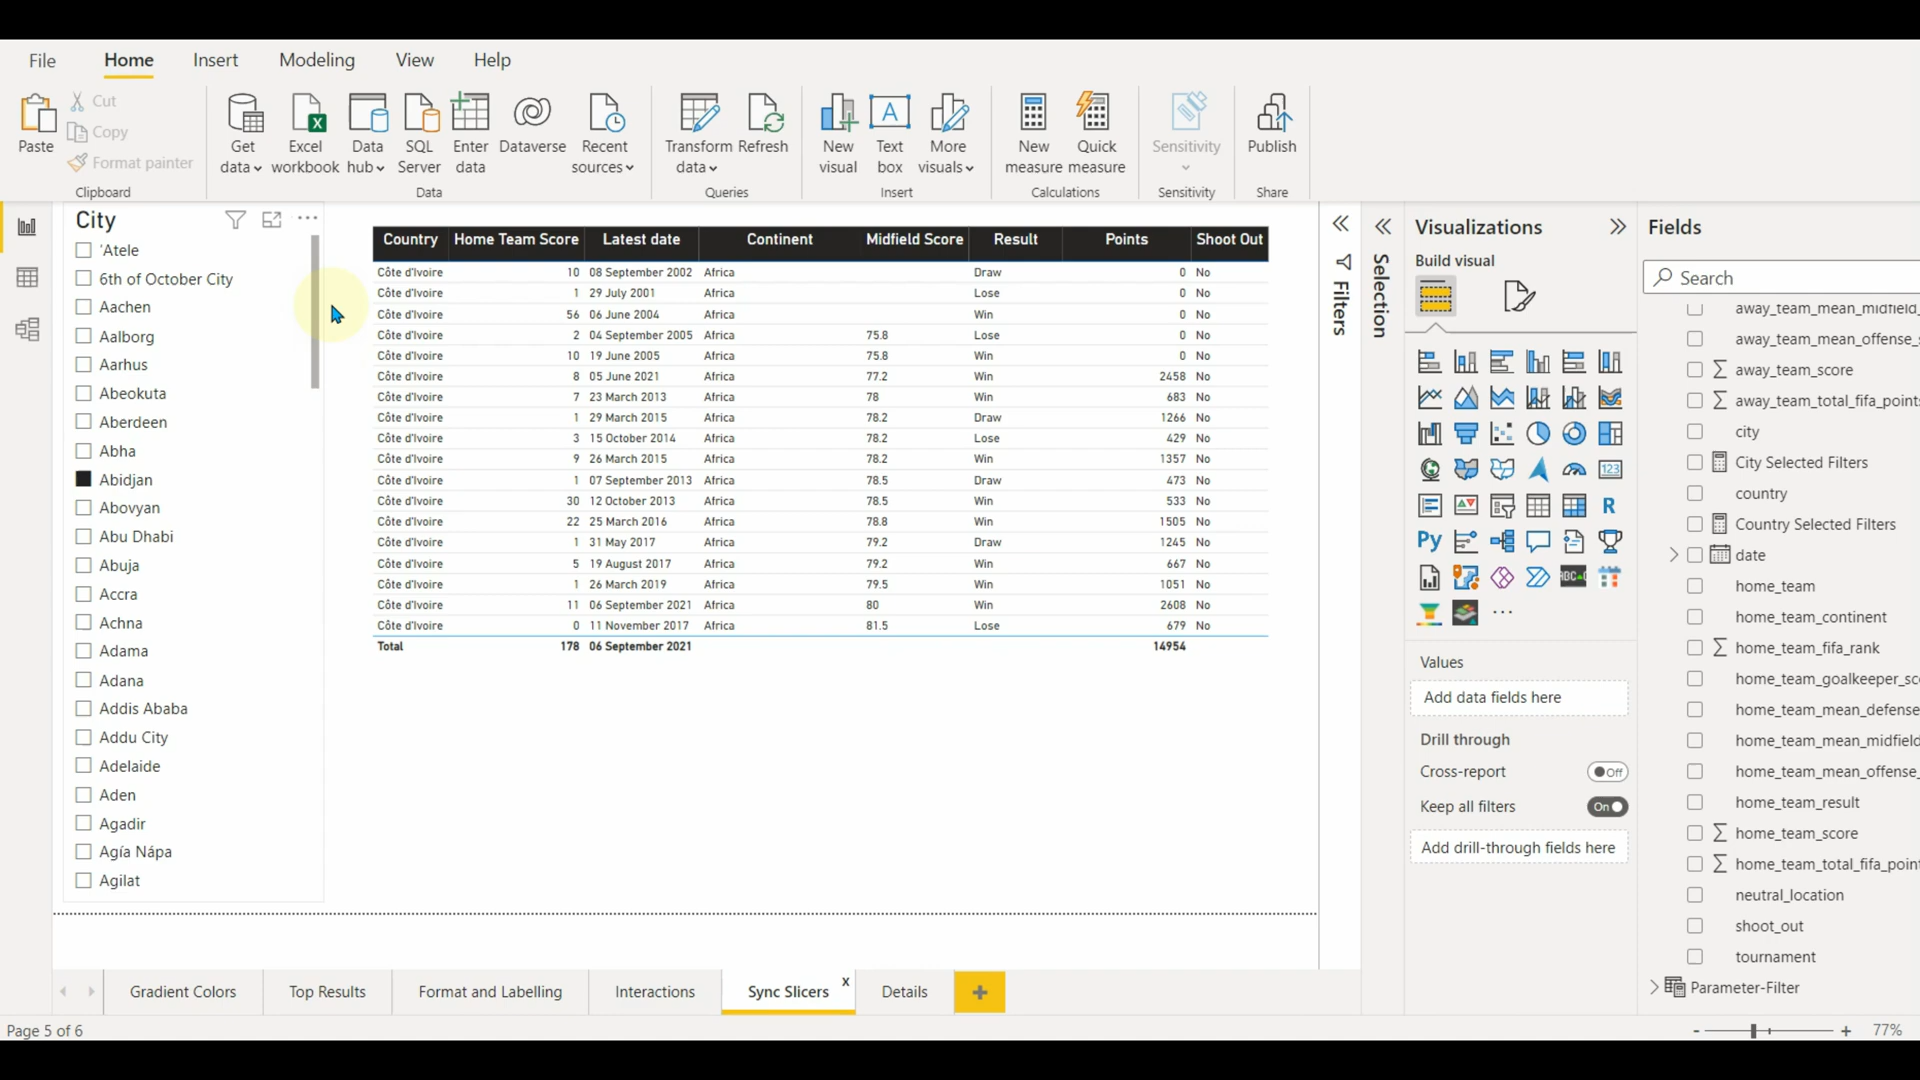 File Home Insert Modeling View Help
Paste Cut Copy Format painter
Clipboard
Get data Excel workbook Data hub SQL Server Enter data Dataverse Recent sources
Data
Transform data Refresh
Queries
New visual Text box More visuals
Insert
New measure Quick measure
Calculations
Sensitivity
Sensitivity
Publish
Share
City
'Atele
6th of October City
Aachen
Aalborg
Aarhus
Abeokuta
Aberdeen
Abha
Abidjan
Abovyan
Abu Dhabi
Abuja
Accra
Achna
Adama
Adana
Addis Ababa
Addu City
Adelaide
Aden
Agadir
Agía Nápa
Agilat
Country Home Team Score Latest date Continent Midfield Score Result Points Shoot Out
Côte d'Ivoire 10 08 September 2002 Africa Draw 0 No
Côte d'Ivoire 1 29 July 2001 Africa Lose 0 No
Côte d'Ivoire 56 06 June 2004 Africa Win 0 No
Côte d'Ivoire 2 04 September 2005 Africa 75.8 Lose 0 No
Côte d'Ivoire 10 19 June 2005 Africa 75.8 Win 0 No
Côte d'Ivoire 8 05 June 2021 Africa 77.2 Win 2458 No
Côte d'Ivoire 7 23 March 2013 Africa 78 Win 683 No
Côte d'Ivoire 1 29 March 2015 Africa 78.2 Draw 1266 No
Côte d'Ivoire 3 15 October 2014 Africa 78.2 Lose 429 No
Côte d'Ivoire 9 26 March 2015 Africa 78.2 Win 1357 No
Côte d'Ivoire 1 07 September 2013 Africa 78.5 Draw 473 No
Côte d'Ivoire 30 12 October 2013 Africa 78.5 Win 533 No
Côte d'Ivoire 22 25 March 2016 Africa 78.8 Win 1505 No
Côte d'Ivoire 1 31 May 2017 Africa 79.2 Draw 1245 No
Côte d'Ivoire 5 19 August 2017 Africa 79.2 Win 667 No
Côte d'Ivoire 1 26 March 2019 Africa 79.5 Win 1051 No
Côte d'Ivoire 11 06 September 2021 Africa 80 Win 2608 No
Côte d'Ivoire 0 11 November 2017 Africa 81.5 Lose 679 No
Total 178 06 September 2021 14954
Filters
Selection
Visualizations
Build visual
123
R
Py
Values
Add data fields here
Drill through
Cross-report Off
Keep all filters On
Add drill-through fields here
Fields
Search
away_team_mean_midfield_
away_team_mean_offense_s
away_team_score
away_team_total_fifa_points
city
City Selected Filters
country
Country Selected Filters
date
home_team
home_team_continent
home_team_fifa_rank
home_team_goalkeeper_sc
home_team_mean_defense
home_team_mean_midfield
home_team_mean_offense_
home_team_result
home_team_score
home_team_total_fifa_point
neutral_location
shoot_out
tournament
Parameter-Filter
Gradient Colors Top Results Format and Labelling Interactions Sync Slicers x Details +
Page 5 of 6
- + 77%